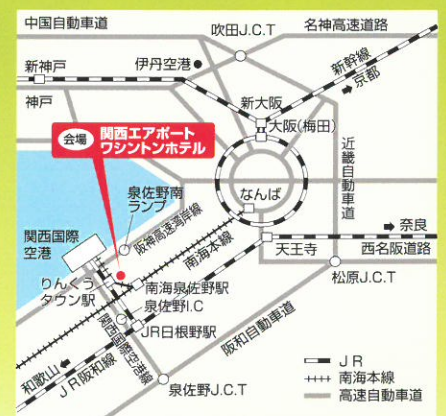 中国自動車道
吹田J.C.T
名神高速道路
伊丹空港
新幹線
京都
新神戸
神戸
新大阪
大阪(梅田)
会場
関西エアポート
ワシントンホテル
近畿自動車道
泉佐野南
ランプ
なんば
阪神高速湾岸線
関西国際
空港
南海本線
奈良
天王寺
西名阪道路
りんくう
タウン駅
南海泉佐野駅
松原J.C.T
泉佐野I.C
JR日根野駅
阪和自動車道
関西国際空港線
和歌山
JR阪和線
泉佐野J.C.T
JR
南海本線
高速自動車道